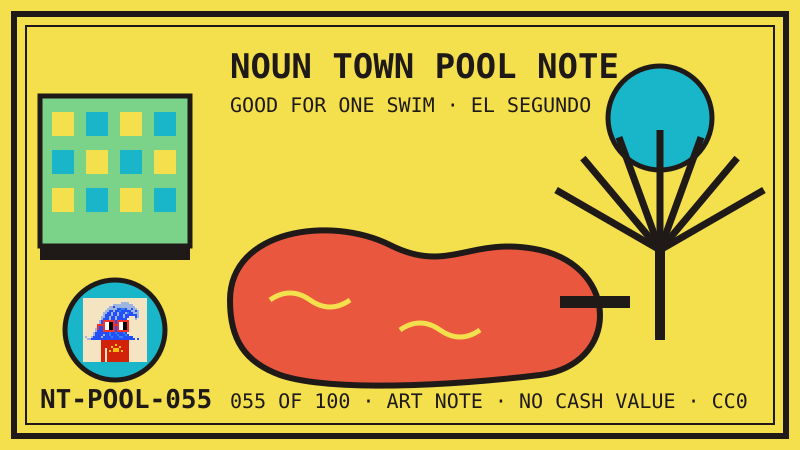 NOUN TOWN POOL NOTE
GOOD FOR ONE SWIM · EL SEGUNDO
NT-POOL-055
055 OF 100 · ART NOTE · NO CASH VALUE · CC0